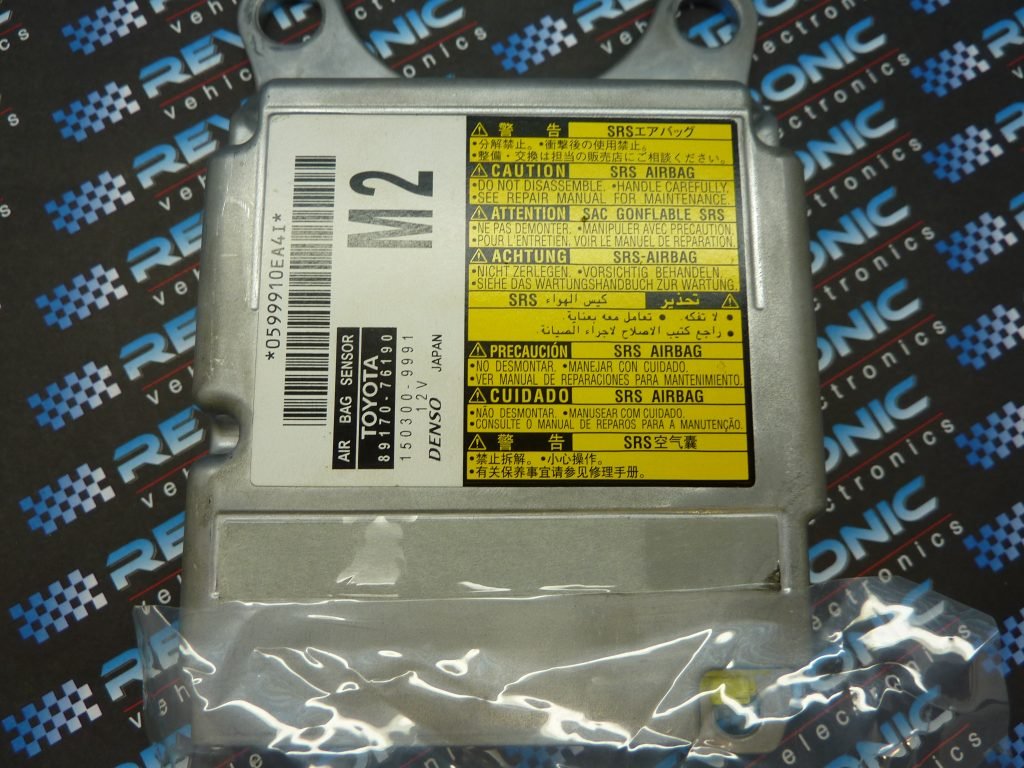 *0599910EA4I*
M2
AIR BAG SENSOR
TOYOTA
89170-76190
150300-9991
DENSO 12V JAPAN
警 告 SRSエアバッグ
•分解禁止。•衝撃後の使用禁止。
•整備・交換は担当の販売店にご相談ください。
CAUTION SRS AIRBAG
•DO NOT DISASSEMBLE. •HANDLE CAREFULLY.
•SEE REPAIR MANUAL FOR MAINTENANCE.
ATTENTION SAC GONFLABLE SRS
•NE PAS DEMONTER. •MANIPULER AVEC PRECAUTION.
•POUR L'ENTRETIEN, VOIR LE MANUEL DE REPARATION.
ACHTUNG SRS-AIRBAG
•NICHT ZERLEGEN. •VORSICHTIG BEHANDELN.
•SIEHE DAS WARTUNGSHANDBUCH ZUR WARTUNG.
تحذير كيس الهواء SRS
• لا تفكه. • تعامل معه بعناية.
• راجع كتيب الاصلاح لاجراء الصيانة.
PRECAUCIÓN SRS AIRBAG
•NO DESMONTAR. •MANEJAR CON CUIDADO.
•VER MANUAL DE REPARACIONES PARA MANTENIMIENTO.
CUIDADO SRS AIRBAG
•NÃO DESMONTAR. •MANUSEAR COM CUIDADO.
•CONSULTE O MANUAL DE REPAROS PARA A MANUTENÇÃO.
警 告 SRS空气囊
•禁止拆解。•小心操作。
•有关保养事宜请参见修理手册。